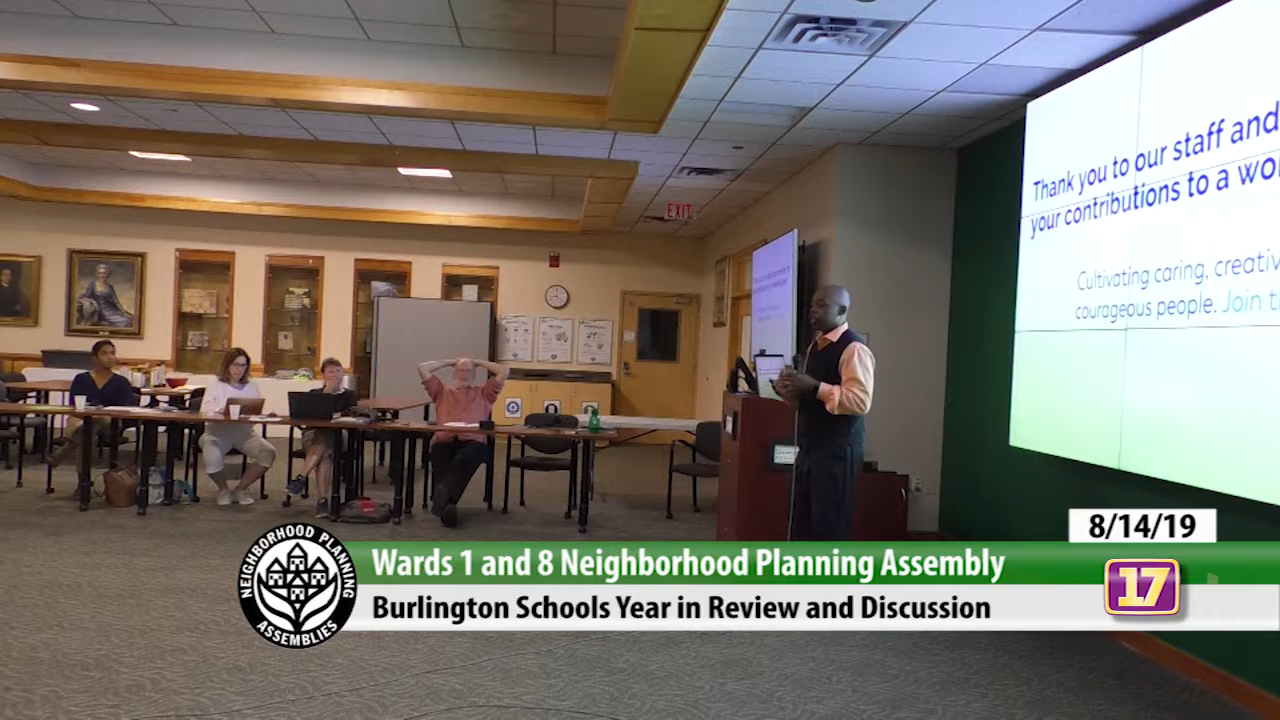 Thank you to our staff and
your contributions to a wo
Cultivating caring, creativ
courageous people. Join t
EXIT
8/14/19
NEIGHBORHOOD PLANNING
ASSEMBLIES
Wards 1 and 8 Neighborhood Planning Assembly
17
Burlington Schools Year in Review and Discussion